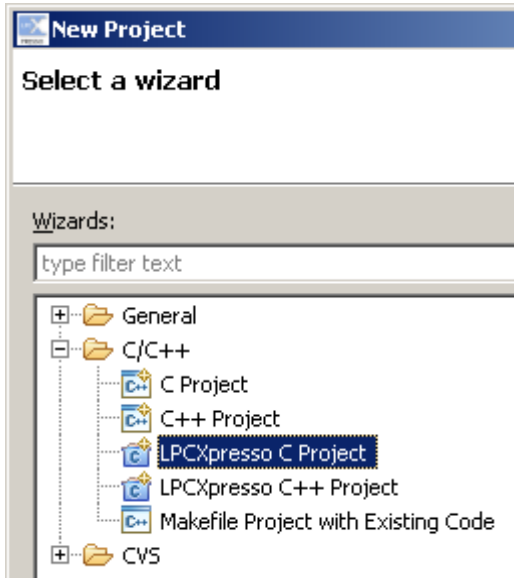 New Project
Select a wizard
Wizards:
type filter text
General
C/C++
C Project
C++ Project
LPCXpresso C Project
LPCXpresso C++ Project
Makefile Project with Existing Code
CVS